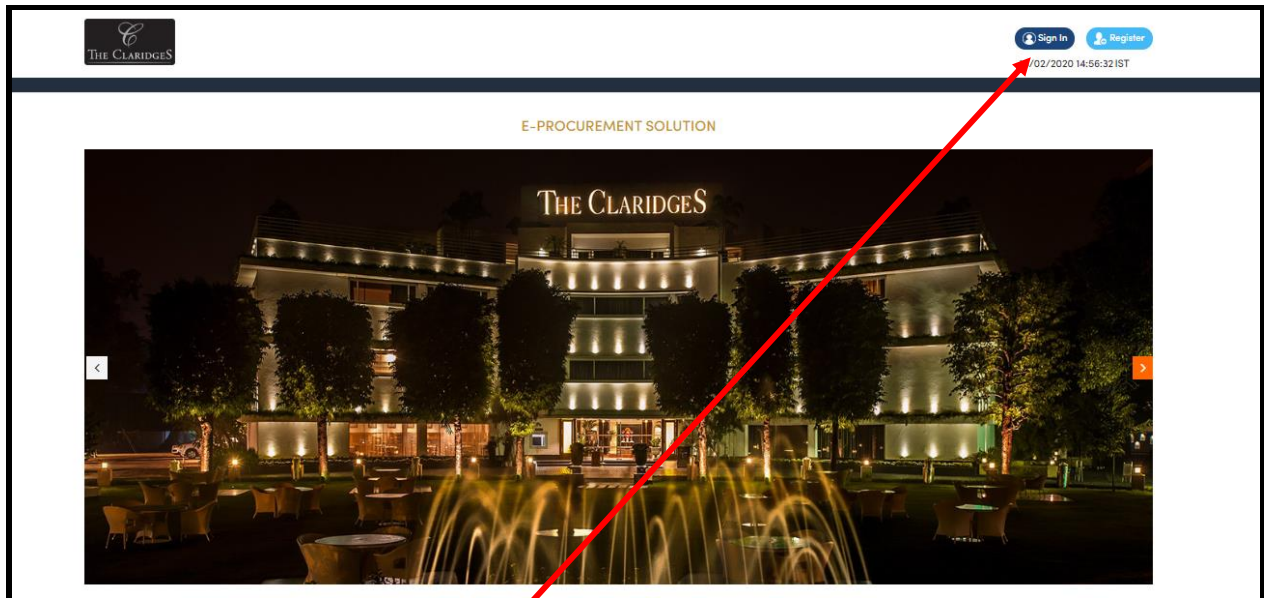 THE CLARIDGES
Sign In
Register
/02/2020 14:56:32 IST
E-PROCUREMENT SOLUTION
THE CLARIDGES